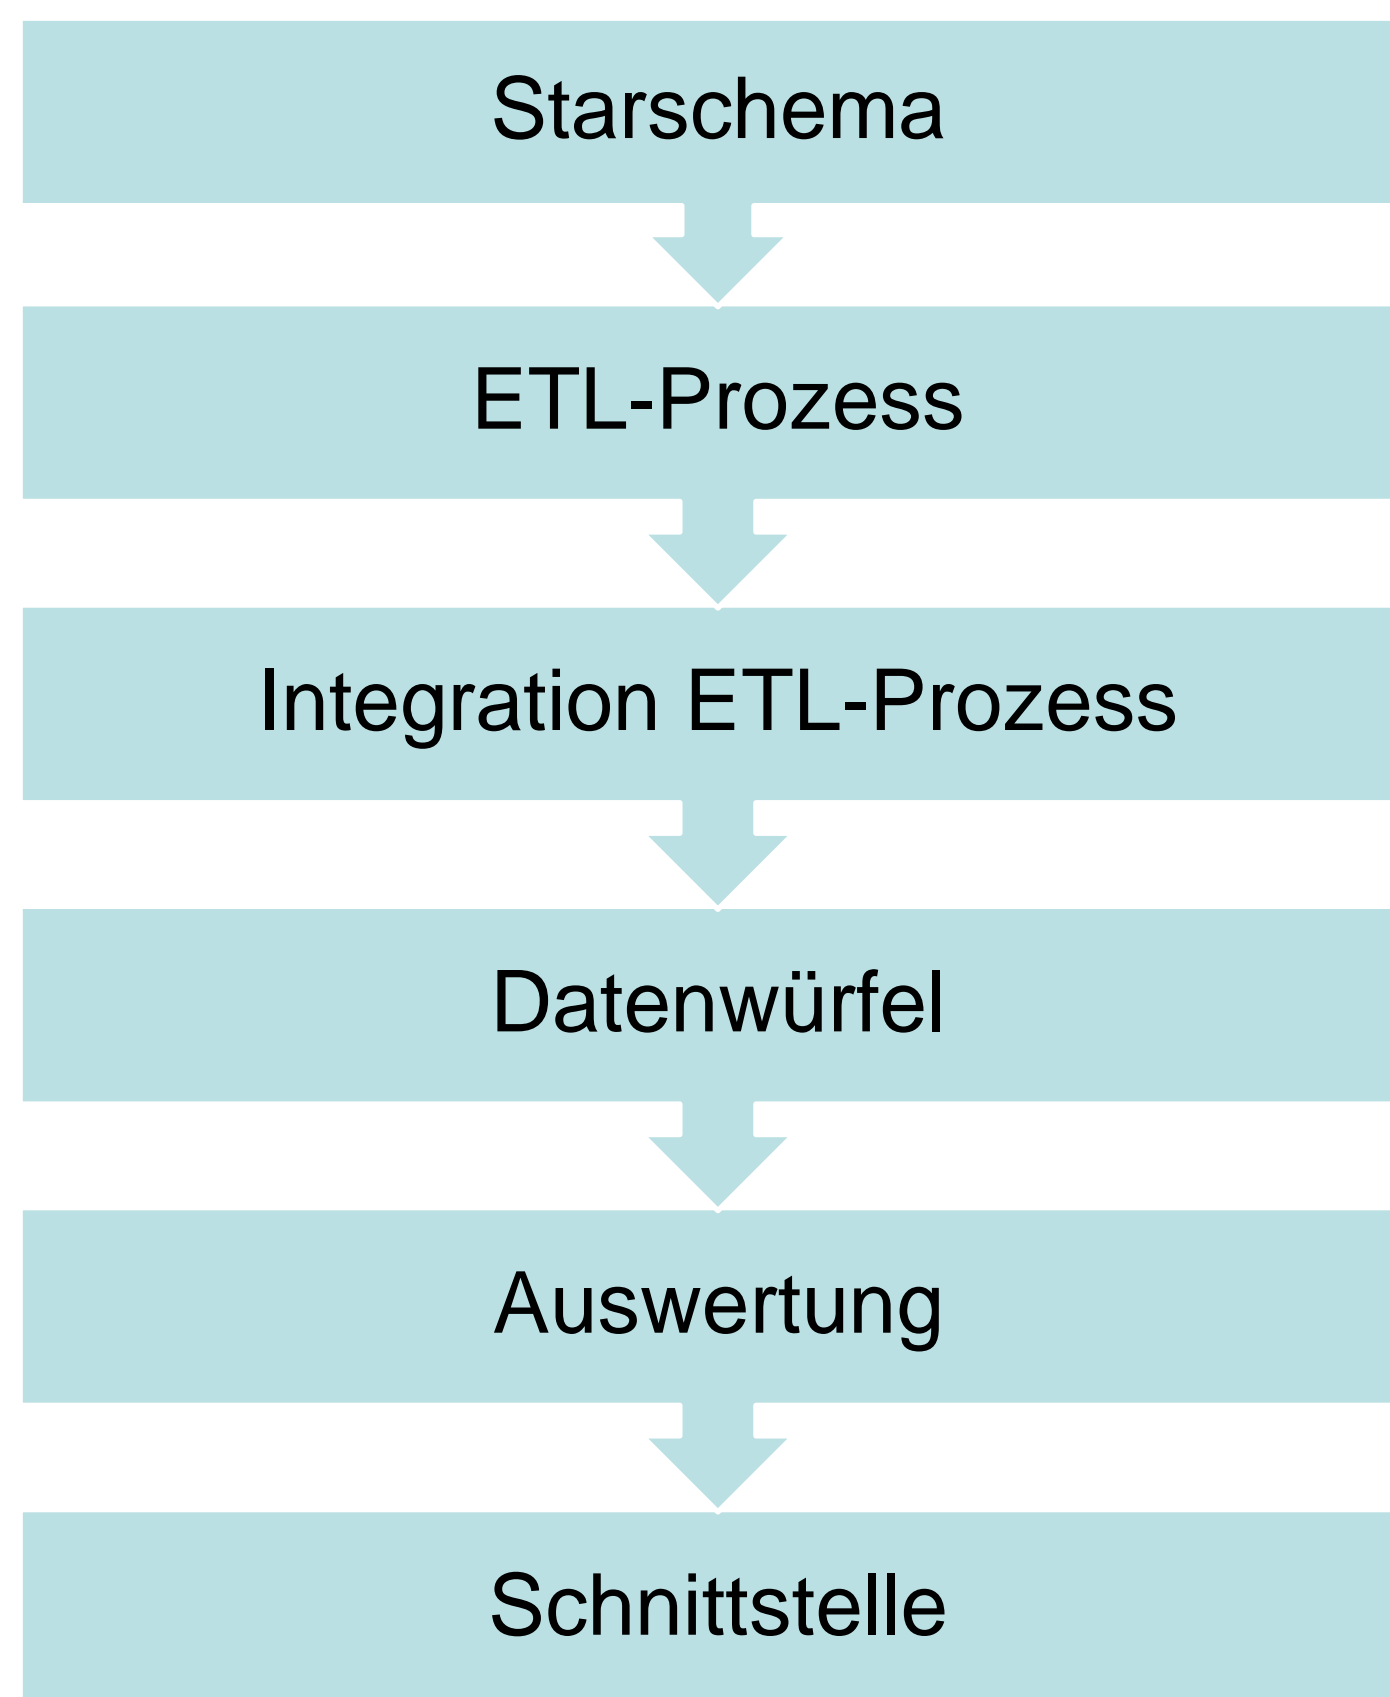 Starschema
ETL-Prozess
Integration ETL-Prozess
Datenwürfel
Auswertung
Schnittstelle